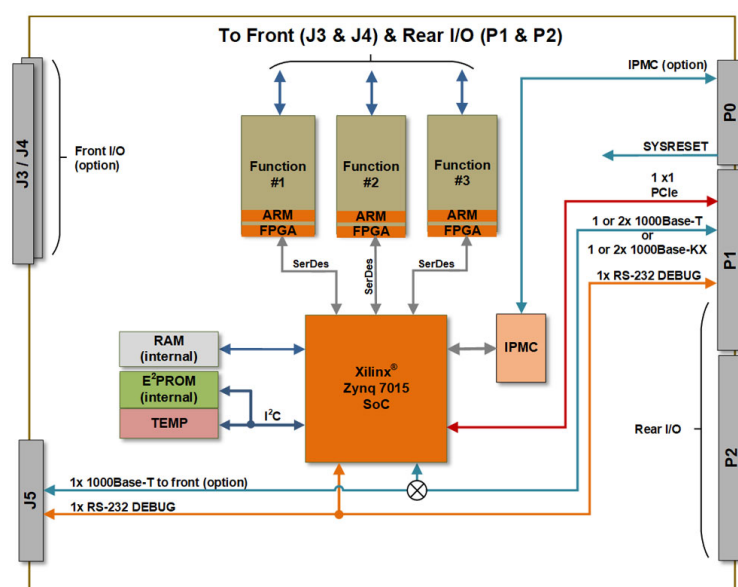 To Front (J3 & J4) & Rear I/O (P1 & P2)
IPMC (option)
P0
J3 / J4
Front I/O
(option)
Function
#1
Function
#2
Function
#3
SYSRESET
1 x1
PCIe
ARM
FPGA
ARM
FPGA
ARM
FPGA
1 or 2x 1000Base-T
or
1 or 2x 1000Base-KX
P1
SerDes
SerDes
SerDes
1x RS-232 DEBUG
RAM
(internal)
E²PROM
(internal)
TEMP
I²C
Xilinx®
Zynq 7015
SoC
IPMC
Rear I/O
P2
J5
1x 1000Base-T to front (option)
1x RS-232 DEBUG